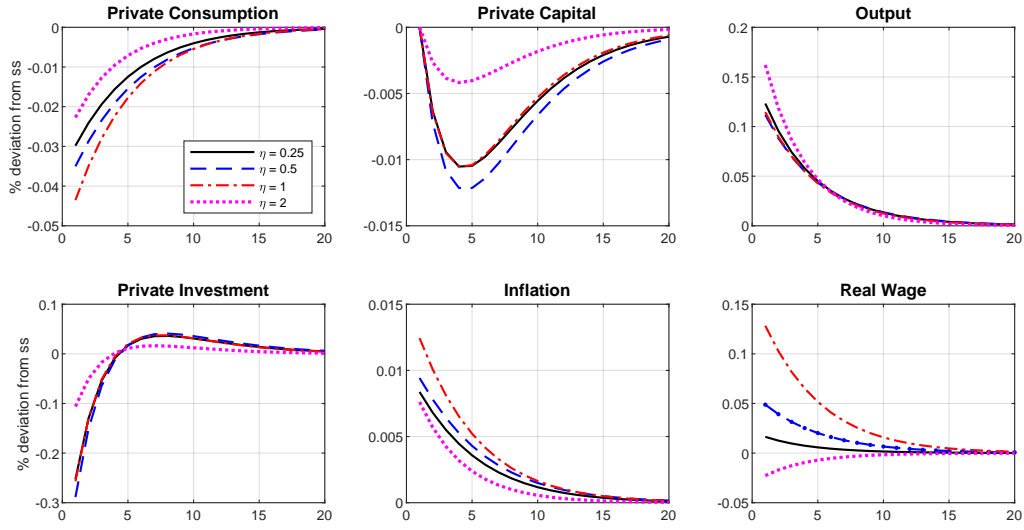 Private Consumption
0
-0.01
-0.02
-0.03
-0.04
-0.05
% deviation from ss
0 5 10 15 20
η = 0.25
η = 0.5
η = 1
η = 2
Private Capital
0
-0.005
-0.01
-0.015
0 5 10 15 20
Output
0.2
0.15
0.1
0.05
0
0 5 10 15 20
Private Investment
0.1
0
-0.1
-0.2
-0.3
% deviation from ss
0 5 10 15 20
Inflation
0.015
0.01
0.005
0
0 5 10 15 20
Real Wage
0.15
0.1
0.05
0
-0.05
0 5 10 15 20